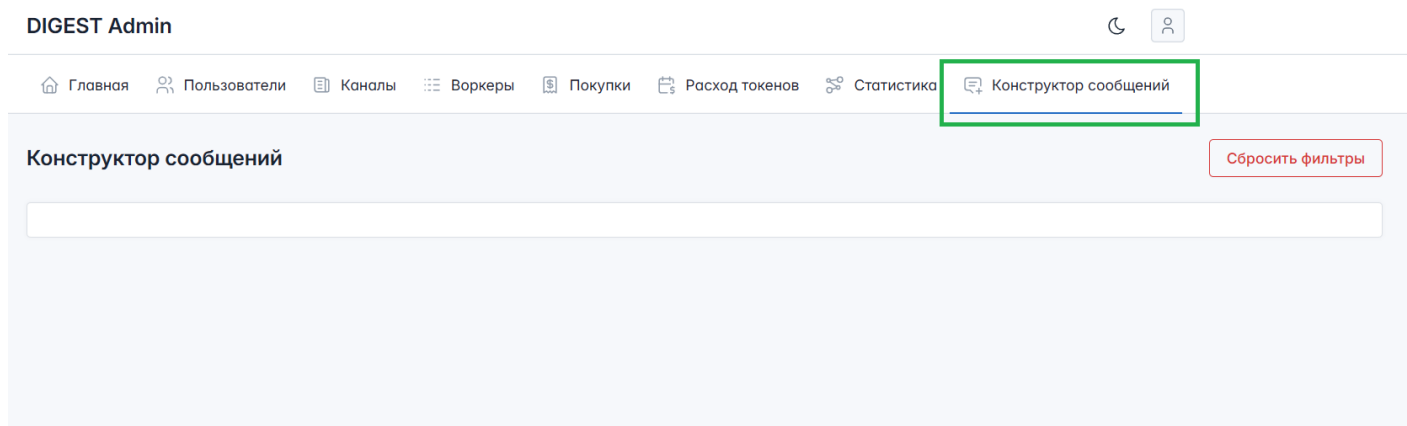 DIGEST Admin
Главная Пользователи Каналы Воркеры Покупки Расход токенов Статистика Конструктор сообщений
Конструктор сообщений Сбросить фильтры